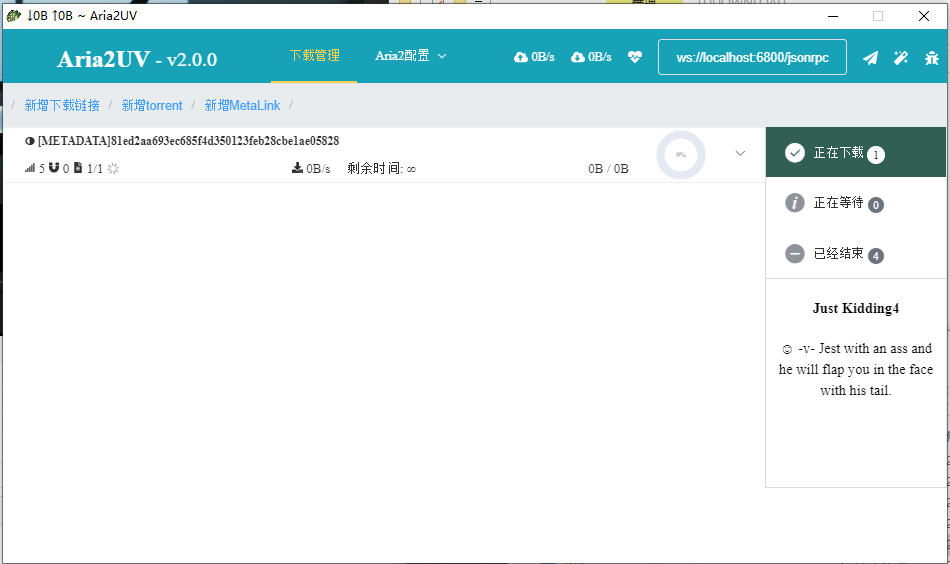 ↓0B ↑0B ~ Aria2UV
Aria2UV - v2.0.0
下载管理
Aria2配置
0B/s
0B/s
ws://localhost:6800/jsonrpc
/ 新增下载链接 / 新增torrent / 新增MetaLink /
[METADATA]81ed2aa693ec685f4d350123feb28cbe1ae05828
5 0 1/1
0B/s 剩余时间: ∞
0B / 0B
0%
正在下载 1
正在等待 0
已经结束 4
Just Kidding4
☺ -v- Jest with an ass and
he will flap you in the face
with his tail.